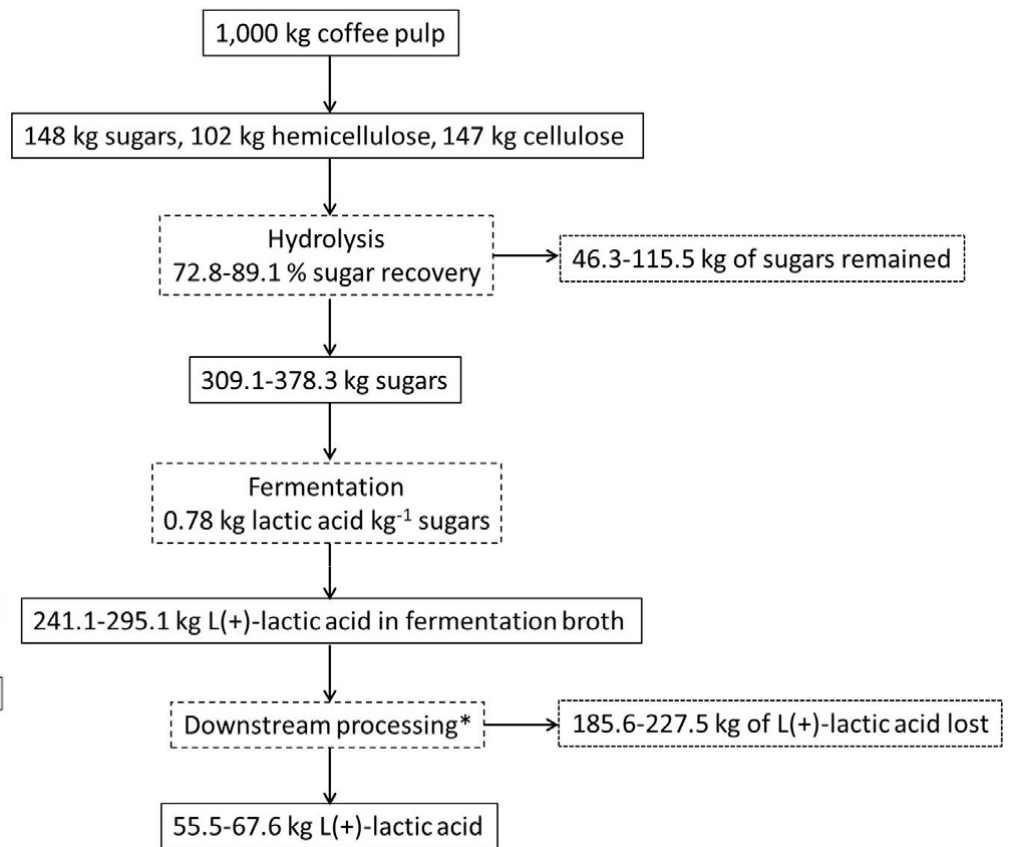 1,000 kg coffee pulp
148 kg sugars, 102 kg hemicellulose, 147 kg cellulose
Hydrolysis
72.8-89.1 % sugar recovery
46.3-115.5 kg of sugars remained
309.1-378.3 kg sugars
Fermentation
0.78 kg lactic acid kg⁻¹ sugars
241.1-295.1 kg L(+)-lactic acid in fermentation broth
Downstream processing*
185.6-227.5 kg of L(+)-lactic acid lost
55.5-67.6 kg L(+)-lactic acid